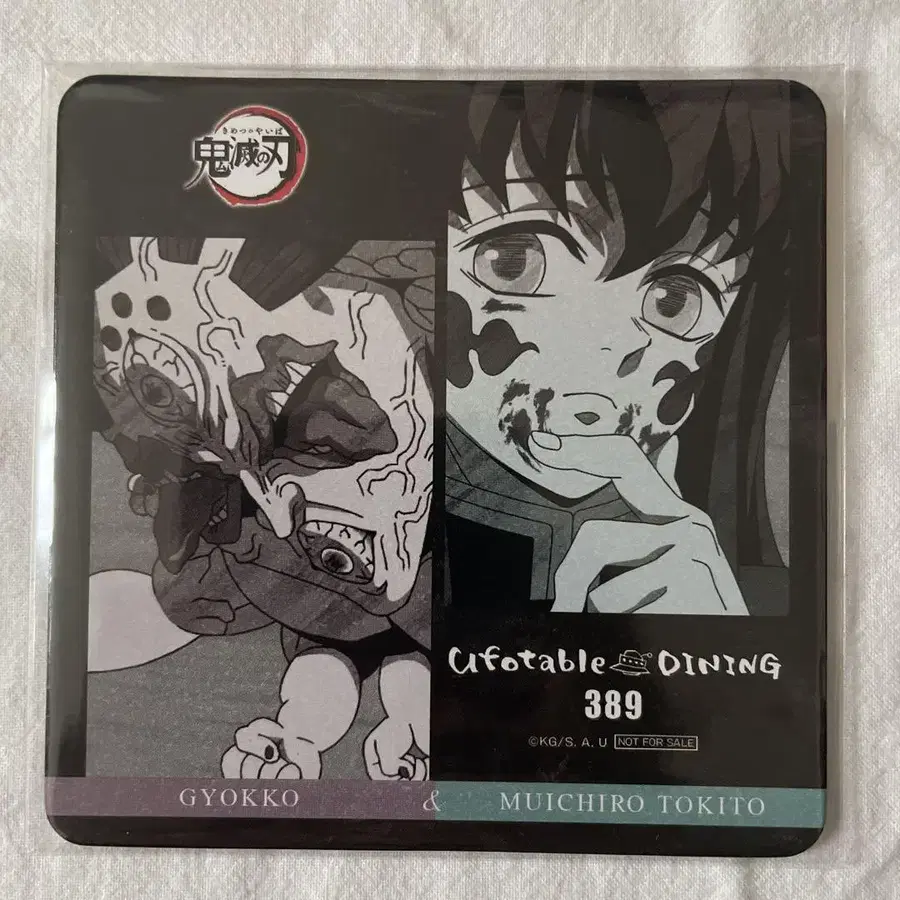 きめつのやいば
鬼滅の刃
ufotable DINING
389
©KG/S, A, U NOT FOR SALE
GYOKKO & MUICHIRO TOKITO